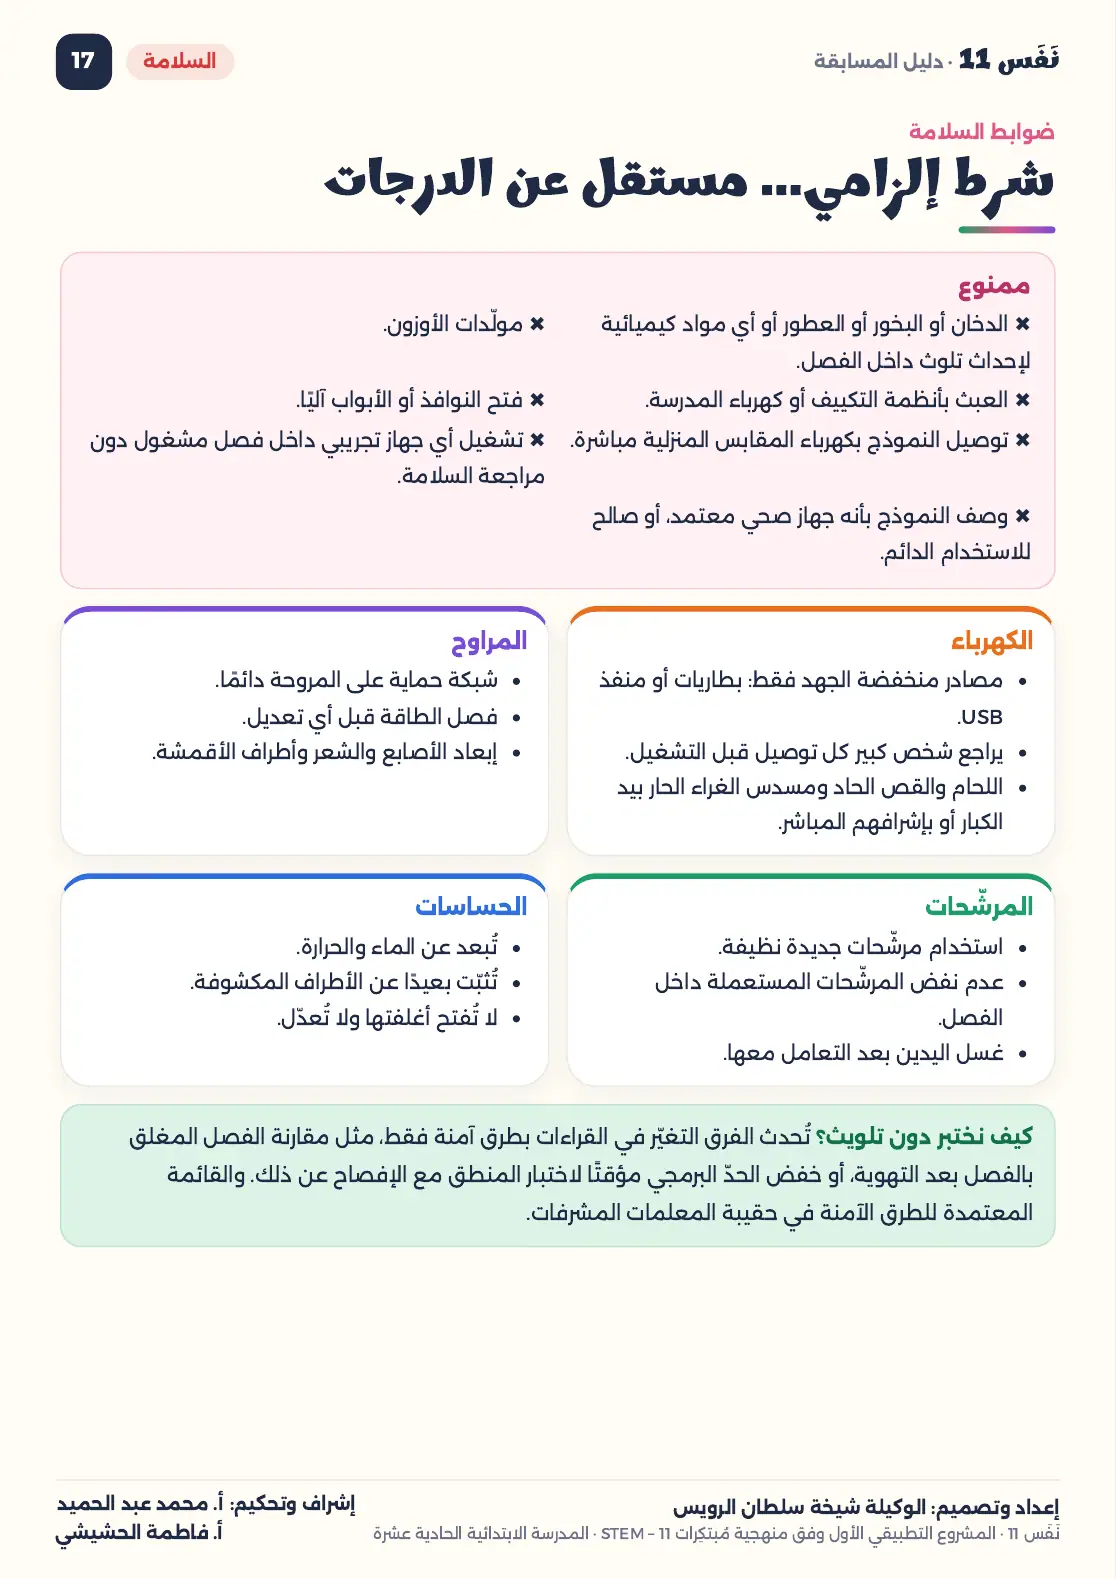 نَفَس 11 · دليل المسابقة
السلامة
17
ضوابط السلامة
شرط إلزامي... مستقل عن الدرجات
ممنوع
✖ الدخان أو البخور أو العطور أو أي مواد كيميائية
لإحداث تلوث داخل الفصل.
✖ مولّدات الأوزون.
✖ العبث بأنظمة التكييف أو كهرباء المدرسة.
✖ فتح النوافذ أو الأبواب آليًا.
✖ توصيل النموذج بكهرباء المقابس المنزلية مباشرة.
✖ تشغيل أي جهاز تجريبي داخل فصل مشغول دون
مراجعة السلامة.
✖ وصف النموذج بأنه جهاز صحي معتمد، أو صالح
للاستخدام الدائم.
الكهرباء
• مصادر منخفضة الجهد فقط: بطاريات أو منفذ
USB.
• يراجع شخص كبير كل توصيل قبل التشغيل.
• اللحام والقص الحاد ومسدس الغراء الحار بيد
الكبار أو بإشرافهم المباشر.
المراوح
• شبكة حماية على المروحة دائمًا.
• فصل الطاقة قبل أي تعديل.
• إبعاد الأصابع والشعر وأطراف الأقمشة.
المرشّحات
• استخدام مرشّحات جديدة نظيفة.
• عدم نفض المرشّحات المستعملة داخل
الفصل.
• غسل اليدين بعد التعامل معها.
الحساسات
• تُبعد عن الماء والحرارة.
• تُثبّت بعيدًا عن الأطراف المكشوفة.
• لا تُفتح أغلفتها ولا تُعدّل.
كيف نختبر دون تلويث؟ تُحدث الفرق التغيّر في القراءات بطرق آمنة فقط، مثل مقارنة الفصل المغلق
بالفصل بعد التهوية، أو خفض الحدّ البرمجي مؤقتًا لاختبار المنطق مع الإفصاح عن ذلك. والقائمة
المعتمدة للطرق الآمنة في حقيبة المعلمات المشرفات.
إعداد وتصميم: الوكيلة شيخة سلطان الرويس
نَفَس 11 · المشروع التطبيقي الأول وفق منهجية مُبتكِرات 11 – STEM · المدرسة الابتدائية الحادية عشرة
إشراف وتحكيم: أ. محمد عبد الحميد
أ. فاطمة الحشيشي